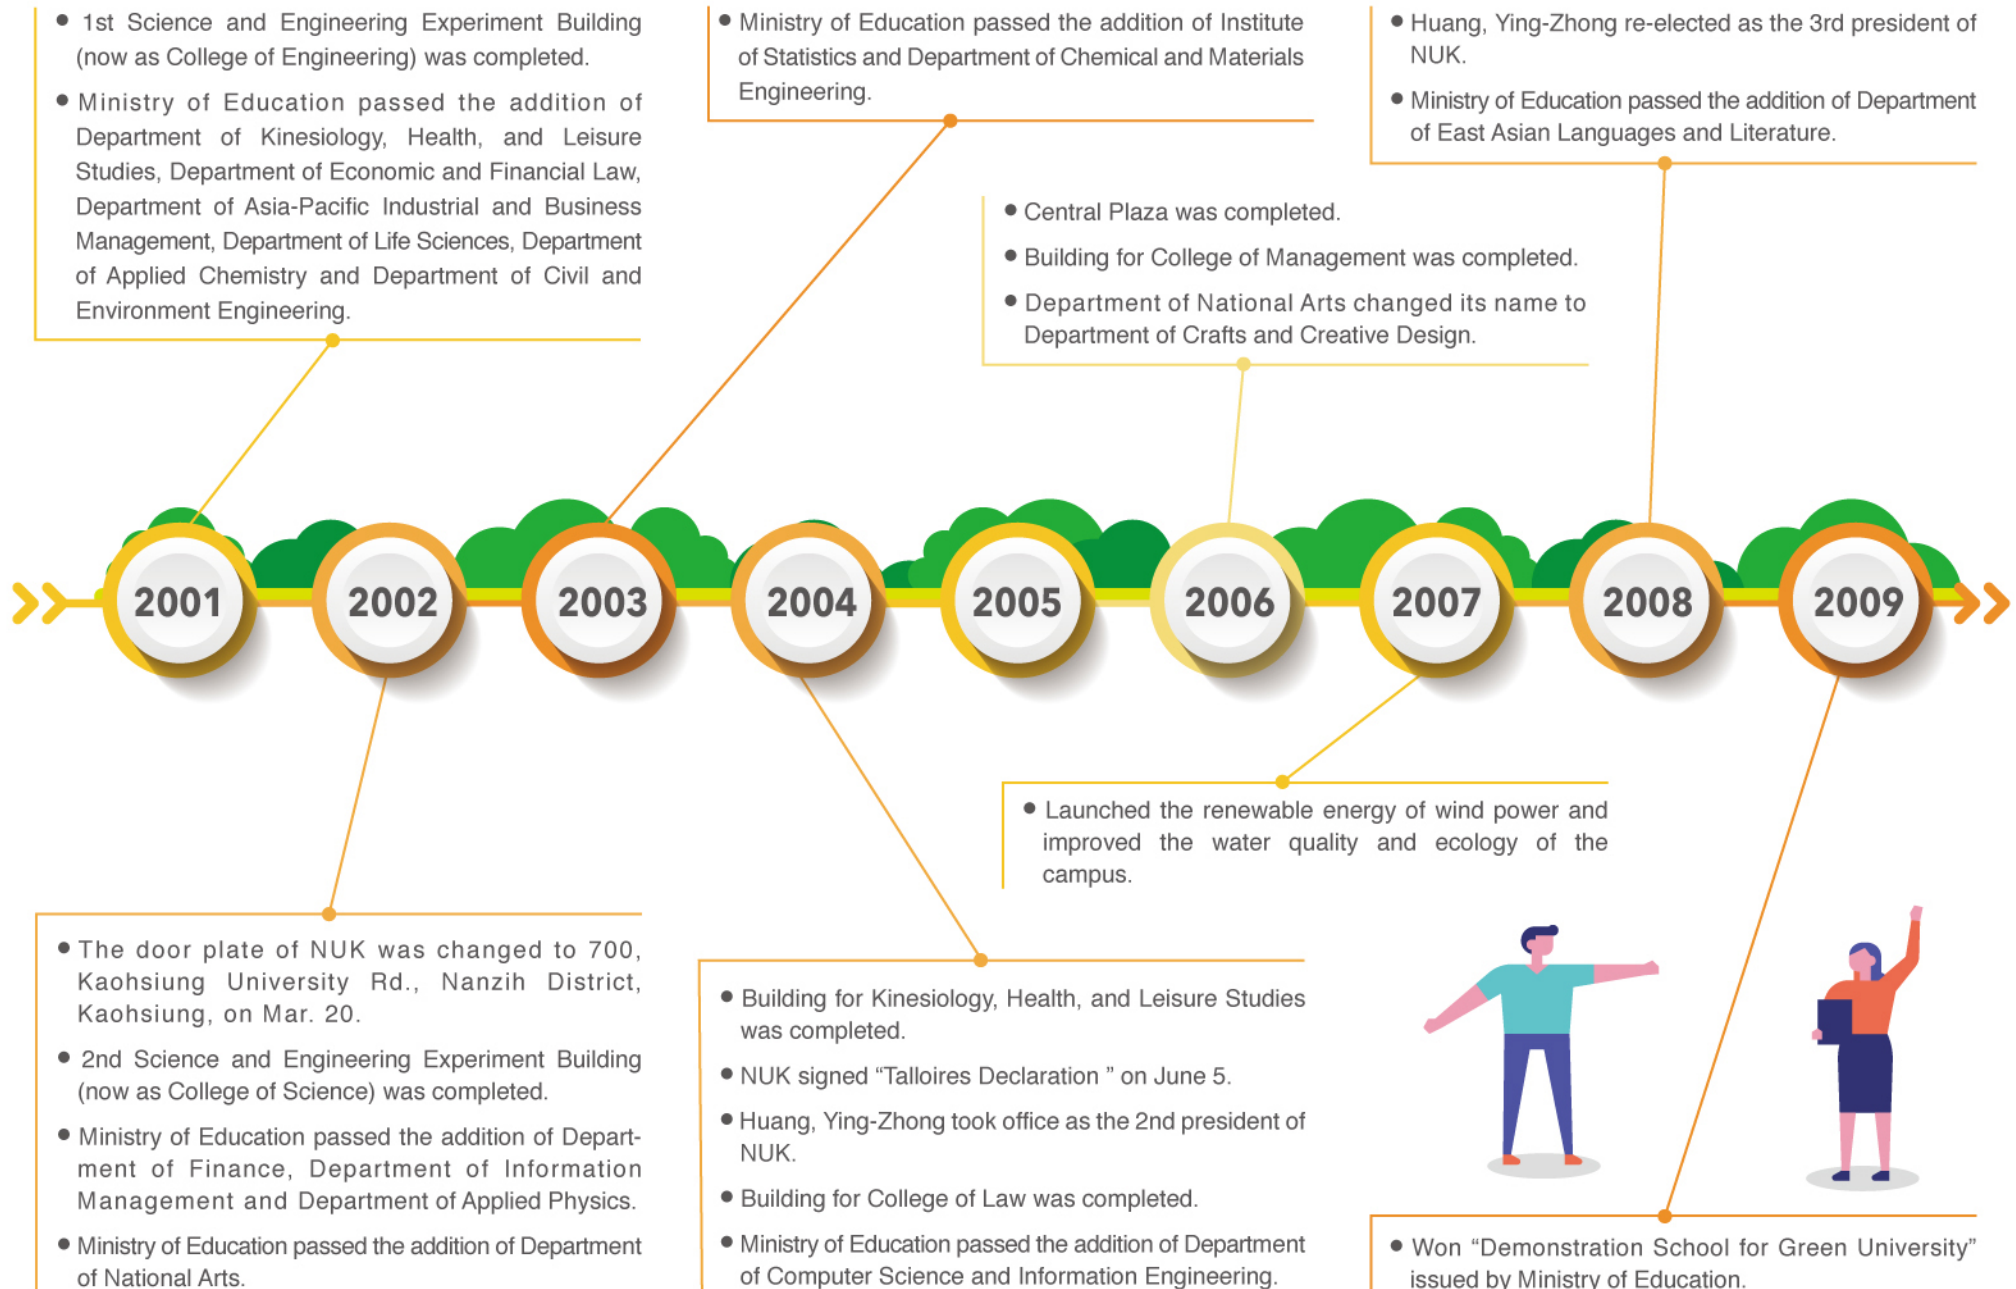 • 1st Science and Engineering Experiment Building
(now as College of Engineering) was completed.
• Ministry of Education passed the addition of
Department of Kinesiology, Health, and Leisure
Studies, Department of Economic and Financial Law,
Department of Asia-Pacific Industrial and Business
Management, Department of Life Sciences, Department
of Applied Chemistry and Department of Civil and
Environment Engineering.
• Ministry of Education passed the addition of Institute
of Statistics and Department of Chemical and Materials
Engineering.
• Central Plaza was completed.
• Building for College of Management was completed.
• Department of National Arts changed its name to
Department of Crafts and Creative Design.
• Huang, Ying-Zhong re-elected as the 3rd president of
NUK.
• Ministry of Education passed the addition of Department
of East Asian Languages and Literature.
2001
2002
2003
2004
2005
2006
2007
2008
2009
• The door plate of NUK was changed to 700,
Kaohsiung University Rd., Nanzih District,
Kaohsiung, on Mar. 20.
• 2nd Science and Engineering Experiment Building
(now as College of Science) was completed.
• Ministry of Education passed the addition of Depart-
ment of Finance, Department of Information
Management and Department of Applied Physics.
• Ministry of Education passed the addition of Department
of National Arts.
• Building for Kinesiology, Health, and Leisure Studies
was completed.
• NUK signed “Talloires Declaration ” on June 5.
• Huang, Ying-Zhong took office as the 2nd president of
NUK.
• Building for College of Law was completed.
• Ministry of Education passed the addition of Department
of Computer Science and Information Engineering.
• Launched the renewable energy of wind power and
improved the water quality and ecology of the
campus.
• Won “Demonstration School for Green University”
issued by Ministry of Education.